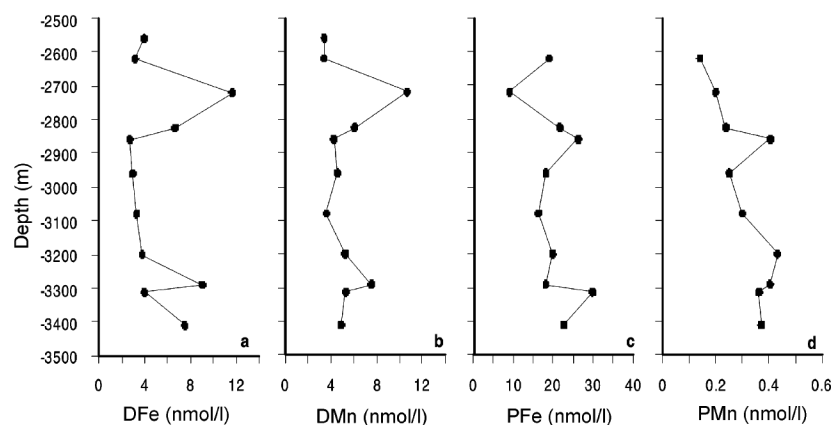 -2500
-2600
-2700
-2800
-2900
-3000
-3100
-3200
-3300
-3400
-3500
Depth (m)
a
b
c
d
0 4 8 12
0 4 8 12
0 10 20 30 40
0 0.2 0.4 0.6
DFe (nmol/l)
DMn (nmol/l)
PFe (nmol/l)
PMn (nmol/l)